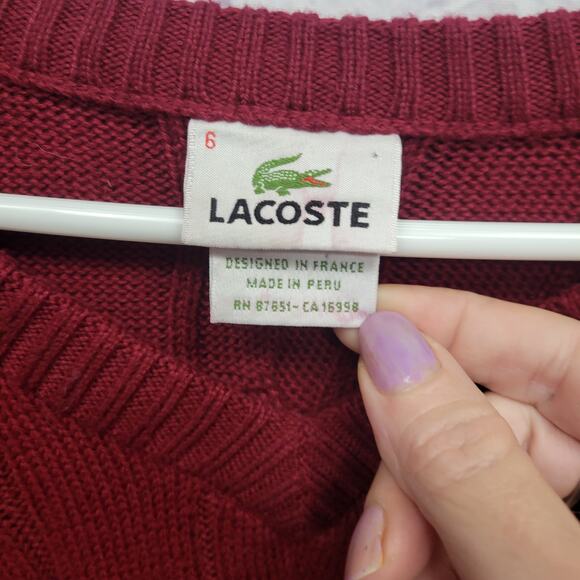 6
LACOSTE
DESIGNED IN FRANCE
MADE IN PERU
RN 87651- CA 16998